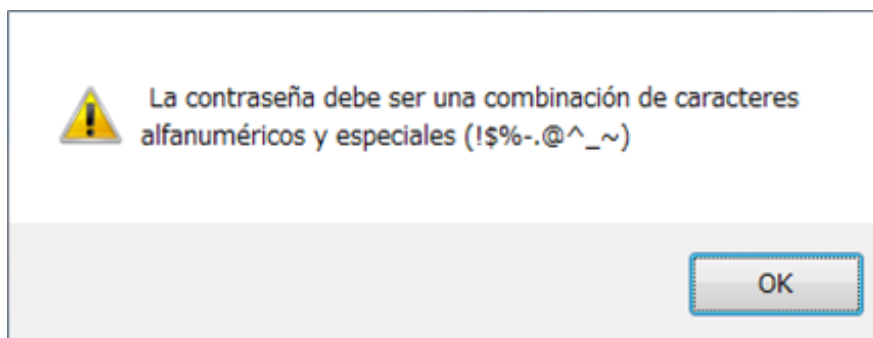 La contraseña debe ser una combinación de caracteres
alfanuméricos y especiales (!$%-.@^_~)
OK